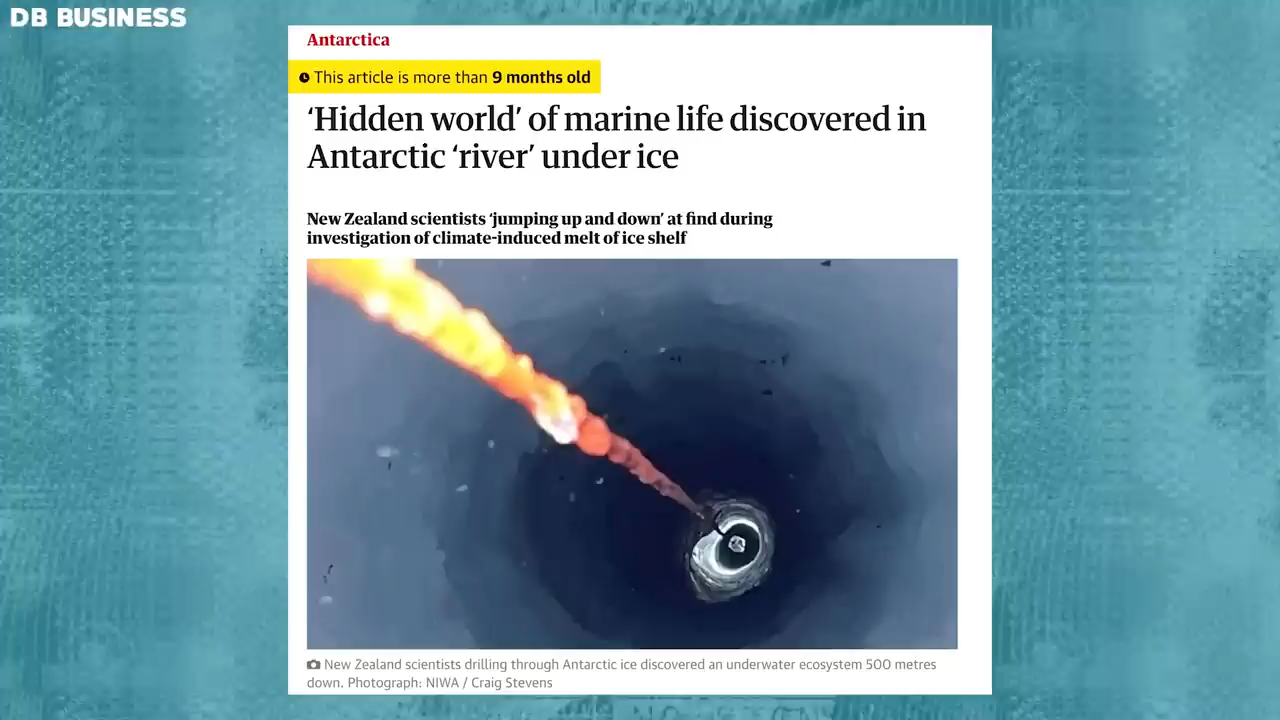 DB BUSINESS
Antarctica
This article is more than 9 months old
‘Hidden world’ of marine life discovered in
Antarctic ‘river’ under ice
New Zealand scientists ‘jumping up and down’ at find during
investigation of climate-induced melt of ice shelf
New Zealand scientists drilling through Antarctic ice discovered an underwater ecosystem 500 metres
down. Photograph: NIWA / Craig Stevens